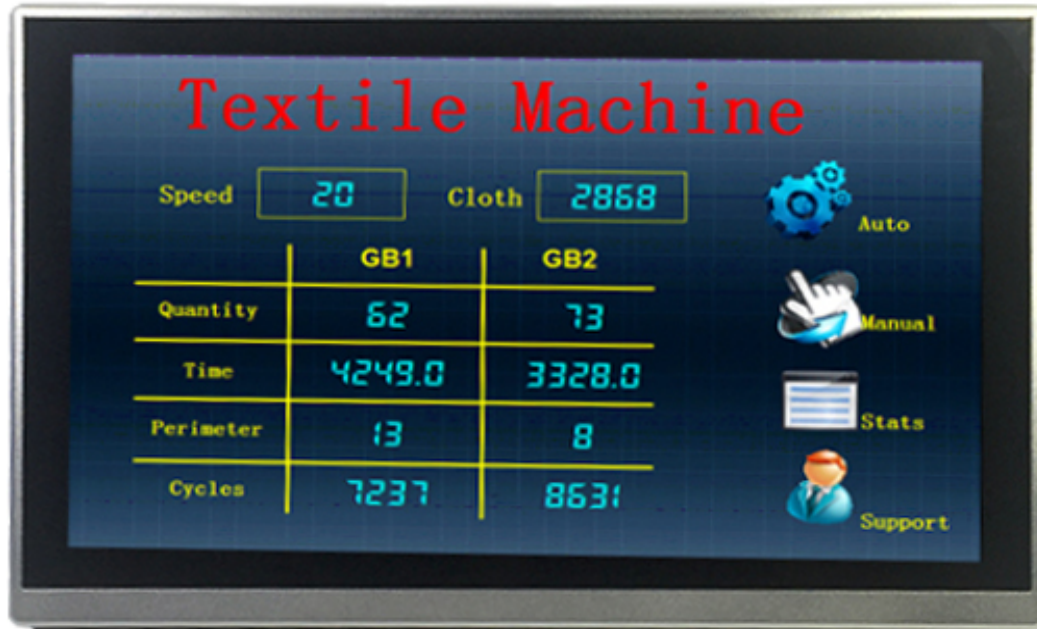 Textile Machine
Speed 20 Cloth 2868
Auto
GB1 GB2
Quantity 62 73
Manual
Time 4249.0 3328.0
Perimeter 13 8
Stats
Cycles 7237 8631
Support